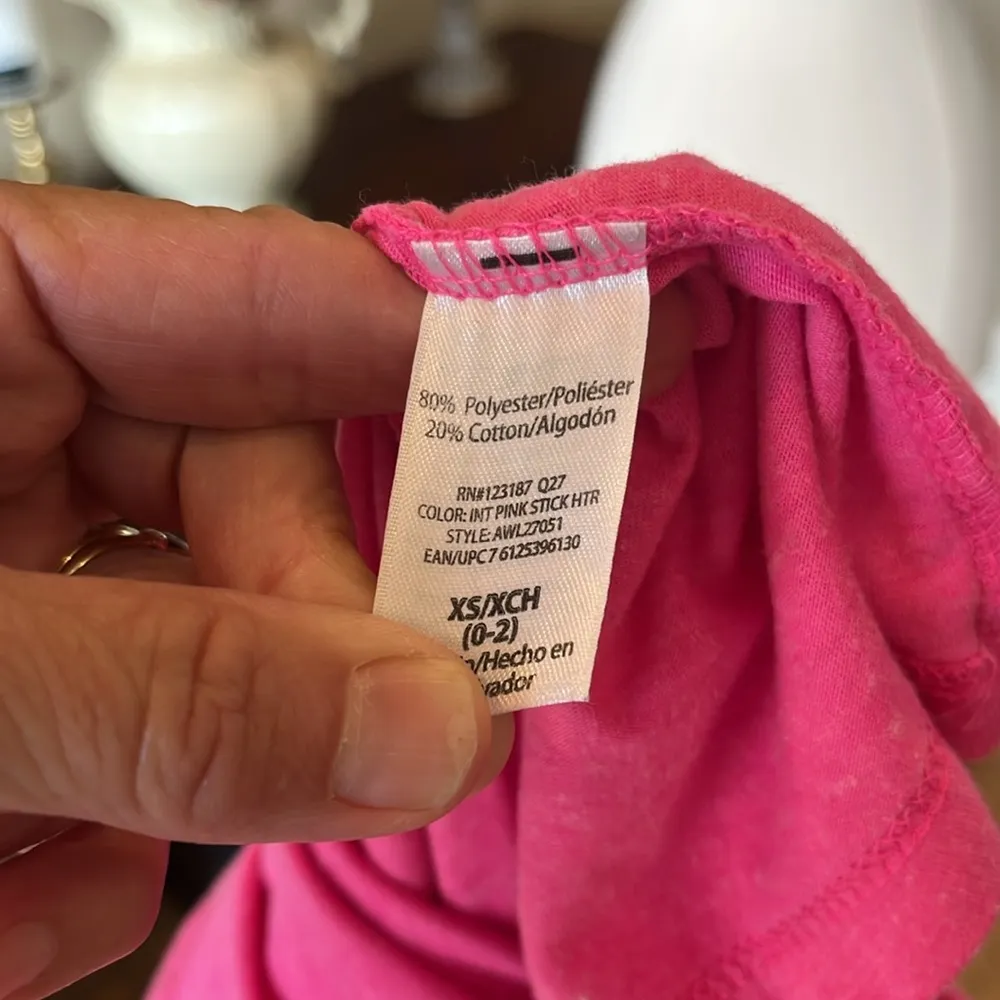 80% Polyester/Poliéster
20% Cotton/Algodón
RN#123187 Q27
COLOR: INT PINK STICK HTR
STYLE: AWL27051
EAN/UPC 7 6125396130
XS/XCH
(0-2)
/Hecho en